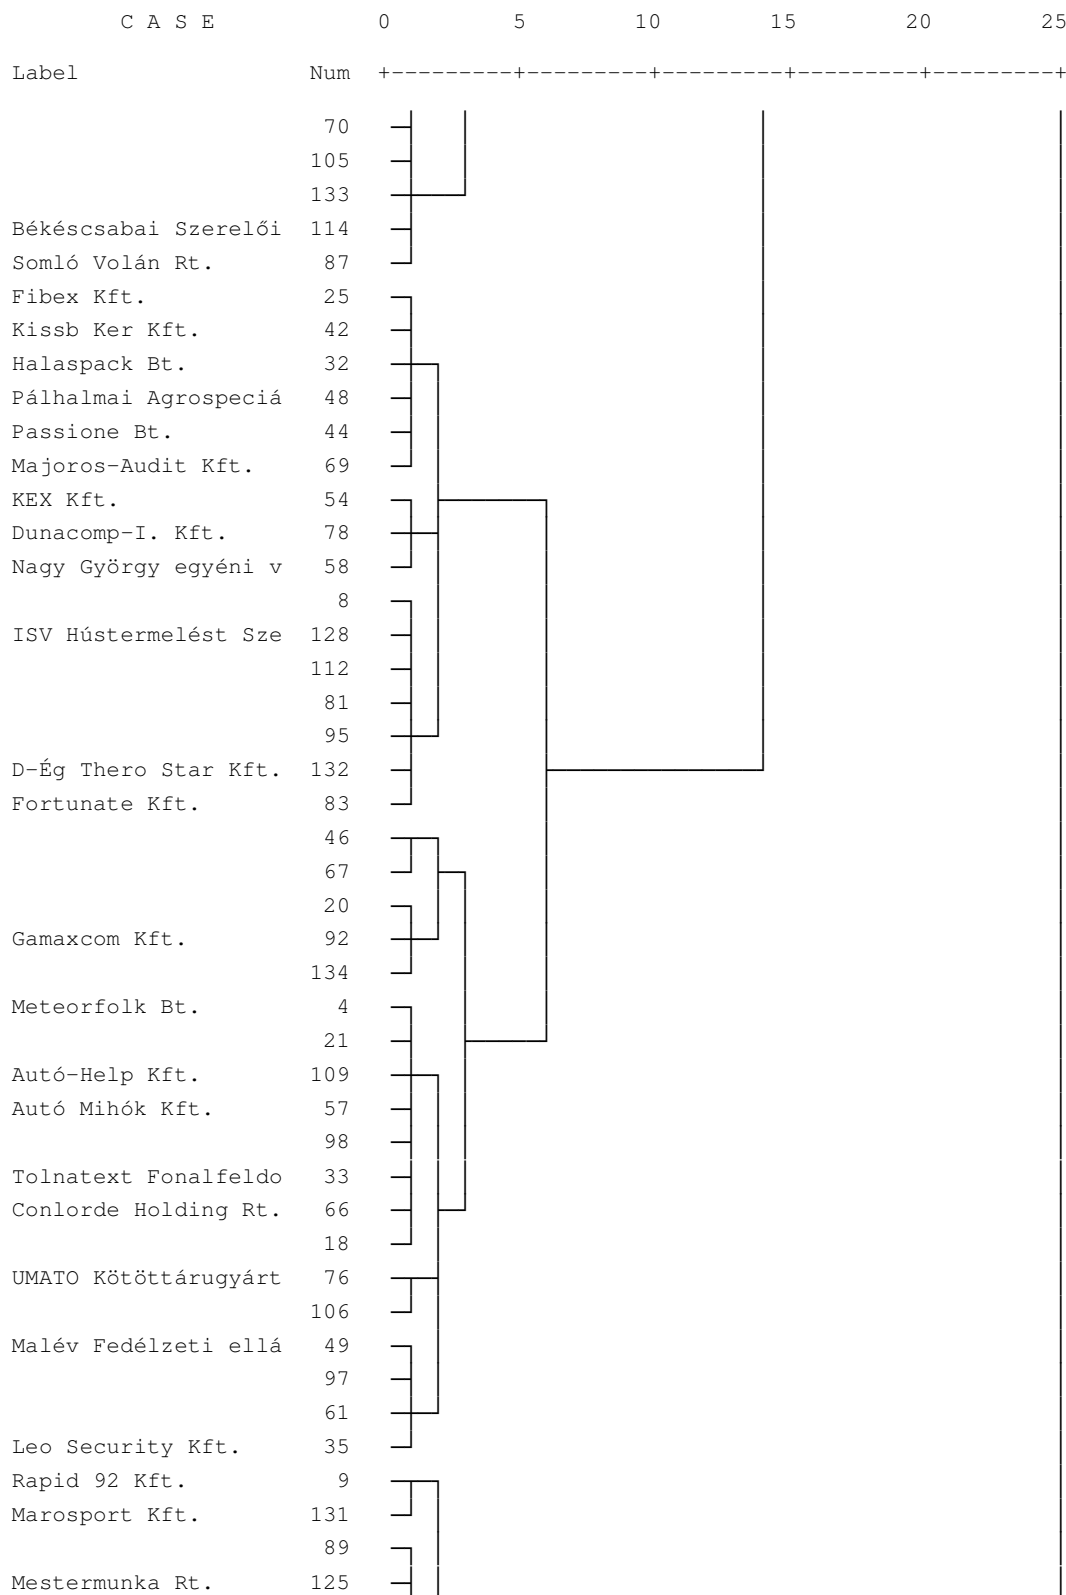 C A S E 0 5 10 15 20 25
Label Num +---------+---------+---------+---------+---------+
70
105
133
Békéscsabai Szerelői 114
Somló Volán Rt. 87
Fibex Kft. 25
Kissb Ker Kft. 42
Halaspack Bt. 32
Pálhalmai Agrospeciá 48
Passione Bt. 44
Majoros-Audit Kft. 69
KEX Kft. 54
Dunacomp-I. Kft. 78
Nagy György egyéni v 58
8
ISV Hústermelést Sze 128
112
81
95
D-Ég Thero Star Kft. 132
Fortunate Kft. 83
46
67
20
Gamaxcom Kft. 92
134
Meteorfolk Bt. 4
21
Autó-Help Kft. 109
Autó Mihók Kft. 57
98
Tolnatext Fonalfeldo 33
Conlorde Holding Rt. 66
18
UMATO Kötöttárugyárt 76
106
Malév Fedélzeti ellá 49
97
61
Leo Security Kft. 35
Rapid 92 Kft. 9
Marosport Kft. 131
89
Mestermunka Rt. 125